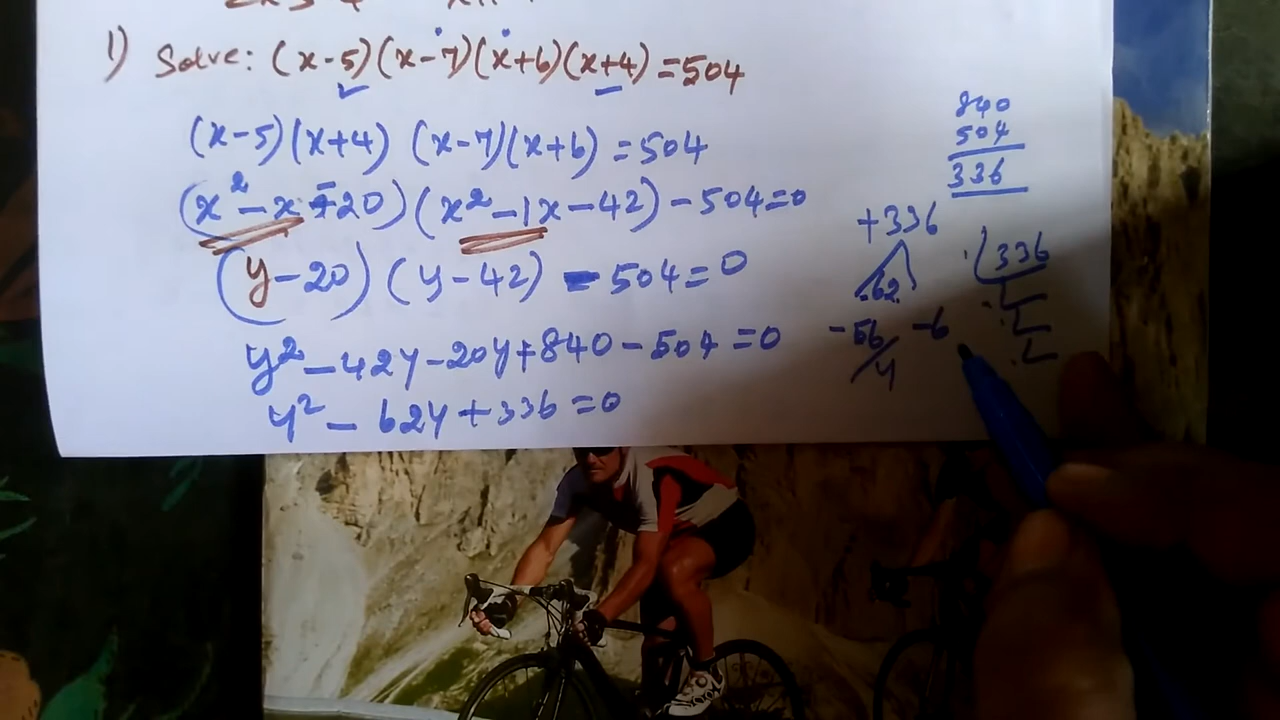 1) Solve: (x-5)(x-7)(x+6)(x+4)=504
(x-5)(x+4) (x-7)(x+6) =504
(x²-x-20)(x²-1x-42)-504=0
(y-20)(y-42) - 504=0
y²-42y-20y+840-504=0
y²-62y+336=0
840
504
336
+336
-62
-56 -6
y
336